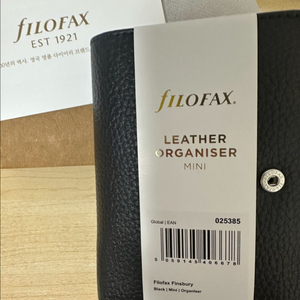 FILOFAX
EST 1921
FILOFAX®
LEATHER
ORGANISER
MINI
Global | EAN
025385
Filofax Finsbury
Black | Mini | Organiser